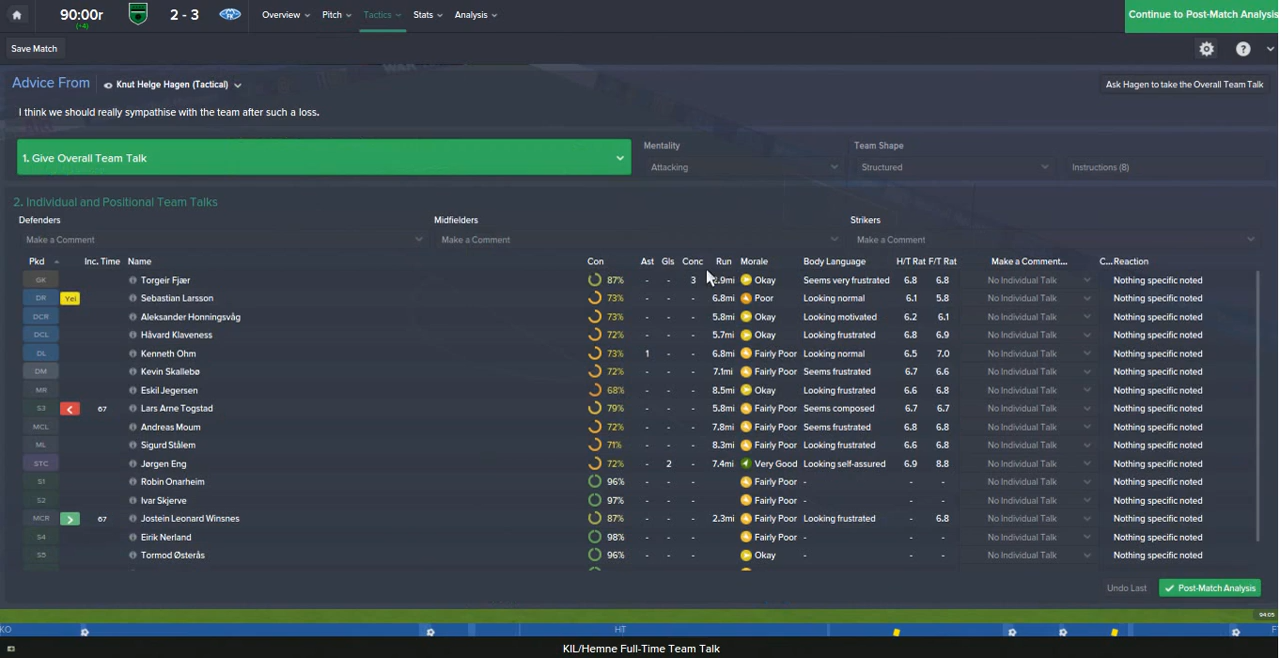 90:00r 2 - 3 Overview Pitch Tactics Stats Analysis Continue to Post-Match Analysis
(+4)
Save Match ?
Advice From Knut Helge Hagen (Tactical) Ask Hagen to take the Overall Team Talk
I think we should really sympathise with the team after such a loss.
Mentality Team Shape
1. Give Overall Team Talk Attacking Structured Instructions (8)
2. Individual and Positional Team Talks
Defenders Midfielders Strikers
Make a Comment Make a Comment Make a Comment
Pkd Inc. Time Name Con Ast Gls Conc Run Morale Body Language H/T Rat F/T Rat Make a Comment... C... Reaction
GK Torgeir Fjær 87% - - 3 .9mi Okay Seems very frustrated 6.8 6.8 No Individual Talk Nothing specific noted
DR Yel Sebastian Larsson 73% - - - 6.8mi Poor Looking normal 6.1 5.8 No Individual Talk Nothing specific noted
DCR Aleksander Honningsvåg 73% - - - 5.8mi Okay Looking motivated 6.2 6.1 No Individual Talk Nothing specific noted
DCL Håvard Klaveness 72% - - - 5.7mi Okay Looking frustrated 6.8 6.9 No Individual Talk Nothing specific noted
DL Kenneth Ohm 73% 1 - - 6.8mi Fairly Poor Looking normal 6.5 7.0 No Individual Talk Nothing specific noted
DM Kevin Skallebø 72% - - - 7.1mi Fairly Poor Seems frustrated 6.7 6.6 No Individual Talk Nothing specific noted
MR Eskil Jegersen 68% - - - 8.5mi Okay Looking frustrated 6.6 6.8 No Individual Talk Nothing specific noted
S3 67 Lars Arne Togstad 79% - - - 5.8mi Fairly Poor Seems composed 6.7 6.7 No Individual Talk Nothing specific noted
MCL Andreas Moum 72% - - - 7.8mi Fairly Poor Seems frustrated 6.8 6.8 No Individual Talk Nothing specific noted
ML Sigurd Stålem 71% - - - 8.3mi Fairly Poor Looking frustrated 6.6 6.8 No Individual Talk Nothing specific noted
STC Jørgen Eng 72% - 2 - 7.4mi Very Good Looking self-assured 6.9 8.8 No Individual Talk Nothing specific noted
S1 Robin Onarheim 96% - - - Fairly Poor - - - No Individual Talk Nothing specific noted
S2 Ivar Skjerve 97% - - - Fairly Poor - - - No Individual Talk Nothing specific noted
MCR 67 Jostein Leonard Winsnes 87% - - - 2.3mi Fairly Poor Looking frustrated - 6.8 No Individual Talk Nothing specific noted
S4 Eirik Nerland 98% - - - Fairly Poor - - - No Individual Talk Nothing specific noted
S5 Tormod Østerås 96% - - - Okay - - - No Individual Talk Nothing specific noted
Undo Last Post-Match Analysis
94:05
KO HT F
KIL/Hemne Full-Time Team Talk